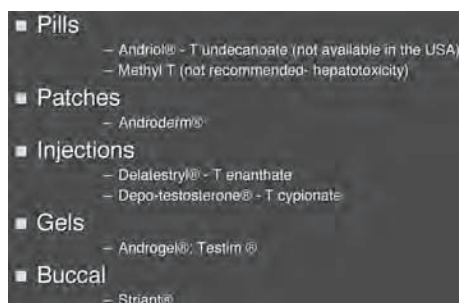 ■ Pills
– Andriol® - T undecanoate (not available in the USA)
– Methyl T (not recommended- hepatotoxicity)
■ Patches
– Androderm®
■ Injections
– Delatestryl® - T enanthate
– Depo-testosterone® - T cypionate
■ Gels
– Androgel®; Testim ®
■ Buccal
– Striant®